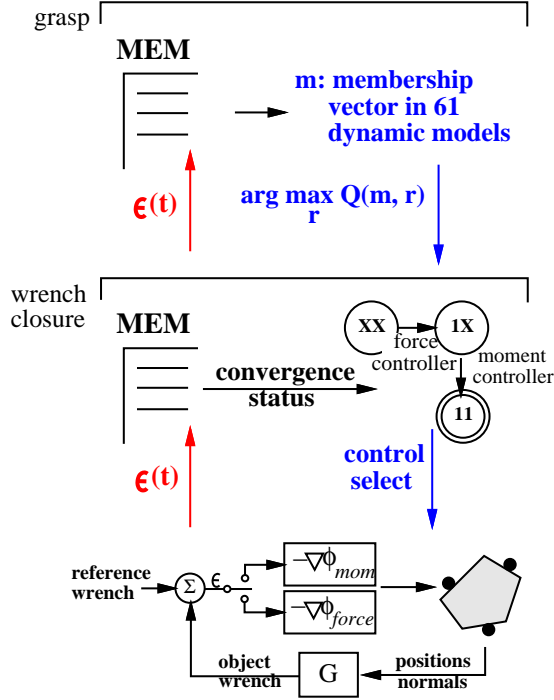 grasp
MEM
m: membership
vector in 61
dynamic models
ϵ(t)
arg max Q(m, r)
r
wrench
closure
MEM
XX
1X
force
controller
moment
controller
convergence
status
11
ϵ(t)
control
select
reference
wrench
Σ
ϵ
−▽ϕmom
−▽ϕforce
object
wrench
G
positions
normals